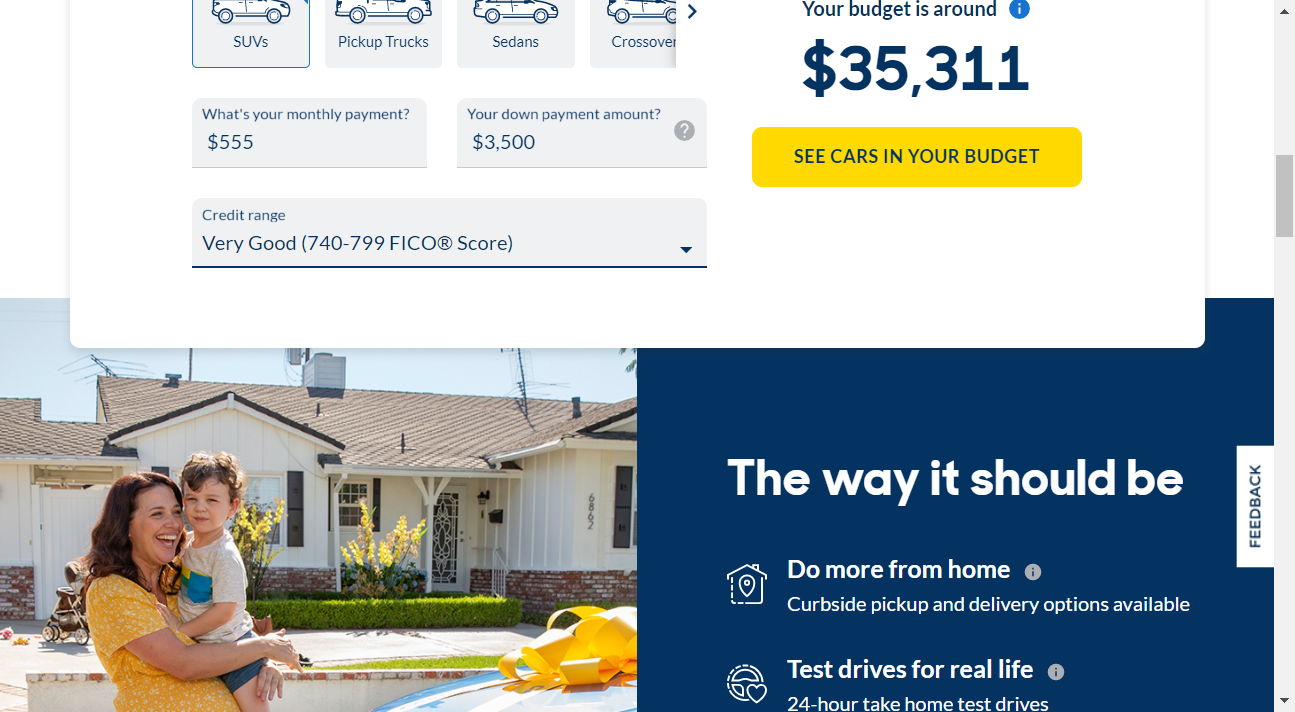 SUVs
Pickup Trucks
Sedans
Crossover
What's your monthly payment?
$555
Your down payment amount?
$3,500
?
Credit range
Very Good (740-799 FICO® Score)
Your budget is around i
$35,311
SEE CARS IN YOUR BUDGET
6862
The way it should be
Do more from home i
Curbside pickup and delivery options available
Test drives for real life i
24-hour take home test drives
FEEDBACK